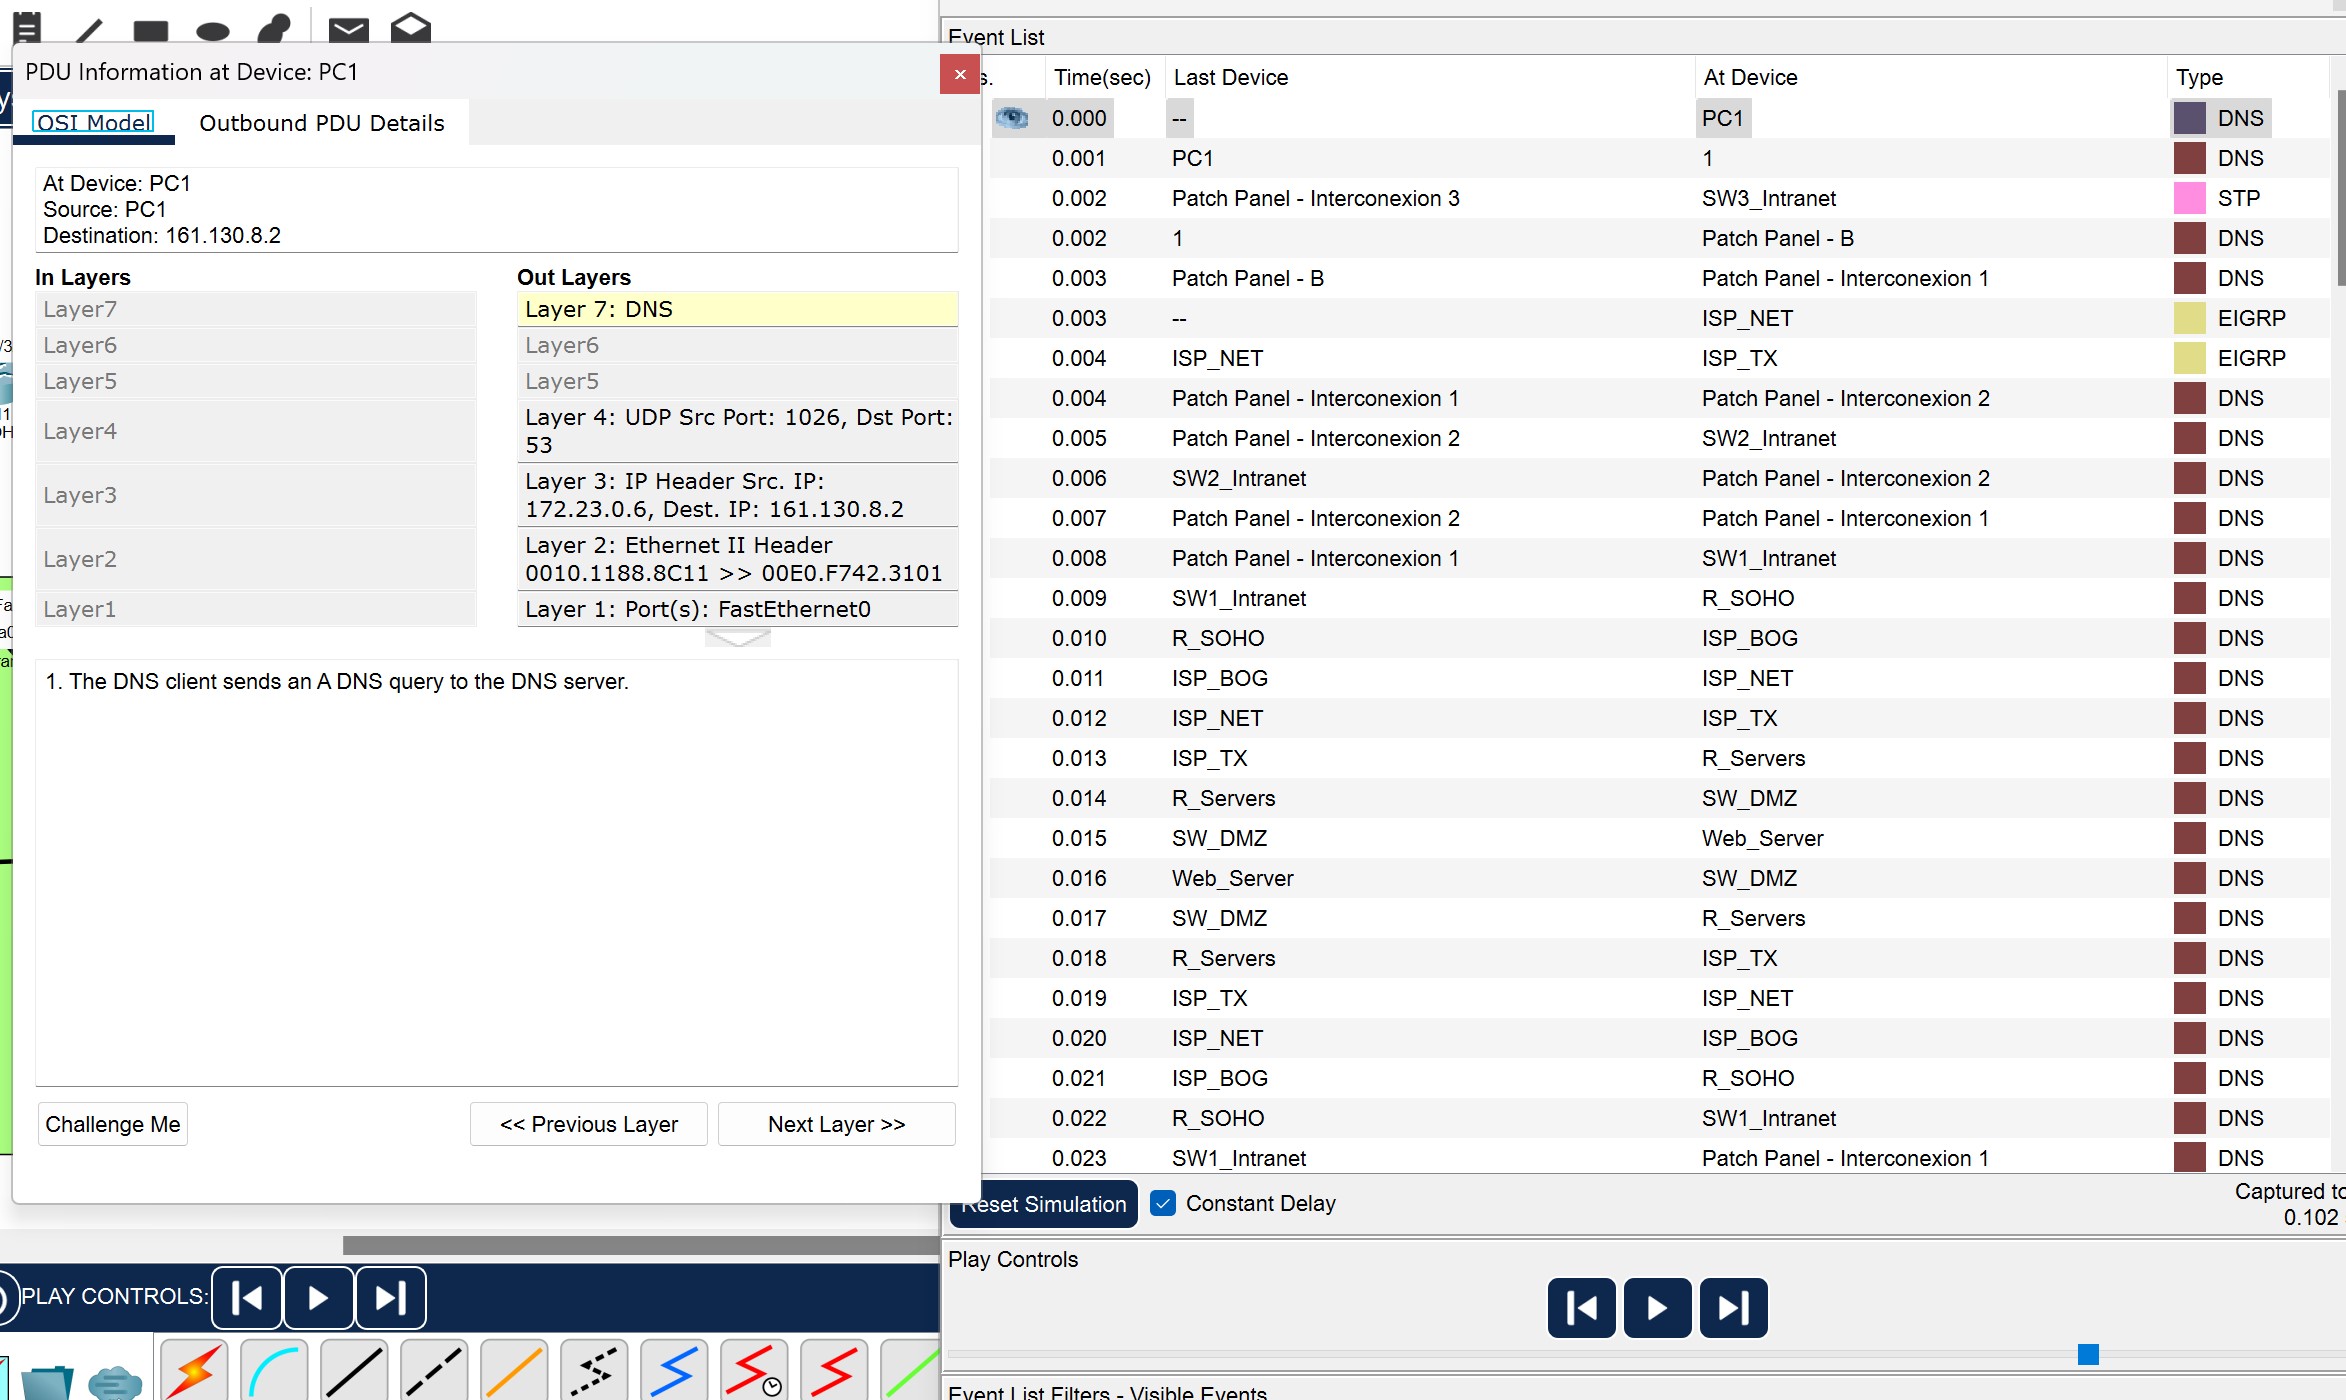 PDU Information at Device: PC1
OSI Model
Outbound PDU Details
At Device: PC1
Source: PC1
Destination: 161.130.8.2
In Layers
Layer7
Layer6
Layer5
Layer4
Layer3
Layer2
Layer1
Out Layers
Layer 7: DNS
Layer6
Layer5
Layer 4: UDP Src Port: 1026, Dst Port:
53
Layer 3: IP Header Src. IP:
172.23.0.6, Dest. IP: 161.130.8.2
Layer 2: Ethernet II Header
0010.1188.8C11 >> 00E0.F742.3101
Layer 1: Port(s): FastEthernet0
1. The DNS client sends an A DNS query to the DNS server.
Challenge Me
<< Previous Layer
Next Layer >>
PLAY CONTROLS:
Event List
s. Time(sec) Last Device At Device Type
0.000 -- PC1 DNS
0.001 PC1 1 DNS
0.002 Patch Panel - Interconexion 3 SW3_Intranet STP
0.002 1 Patch Panel - B DNS
0.003 Patch Panel - B Patch Panel - Interconexion 1 DNS
0.003 -- ISP_NET EIGRP
0.004 ISP_NET ISP_TX EIGRP
0.004 Patch Panel - Interconexion 1 Patch Panel - Interconexion 2 DNS
0.005 Patch Panel - Interconexion 2 SW2_Intranet DNS
0.006 SW2_Intranet Patch Panel - Interconexion 2 DNS
0.007 Patch Panel - Interconexion 2 Patch Panel - Interconexion 1 DNS
0.008 Patch Panel - Interconexion 1 SW1_Intranet DNS
0.009 SW1_Intranet R_SOHO DNS
0.010 R_SOHO ISP_BOG DNS
0.011 ISP_BOG ISP_NET DNS
0.012 ISP_NET ISP_TX DNS
0.013 ISP_TX R_Servers DNS
0.014 R_Servers SW_DMZ DNS
0.015 SW_DMZ Web_Server DNS
0.016 Web_Server SW_DMZ DNS
0.017 SW_DMZ R_Servers DNS
0.018 R_Servers ISP_TX DNS
0.019 ISP_TX ISP_NET DNS
0.020 ISP_NET ISP_BOG DNS
0.021 ISP_BOG R_SOHO DNS
0.022 R_SOHO SW1_Intranet DNS
0.023 SW1_Intranet Patch Panel - Interconexion 1 DNS
Reset Simulation
Constant Delay
Captured to
0.102
Play Controls
Event List Filters - Visible Events